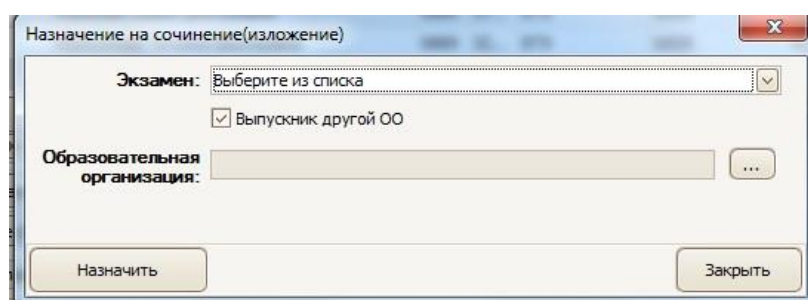 Назначение на сочинение(изложение)
Экзамен: Выберите из списка
Выпускник другой ОО
Образовательная
организация:
...
Назначить Закрыть